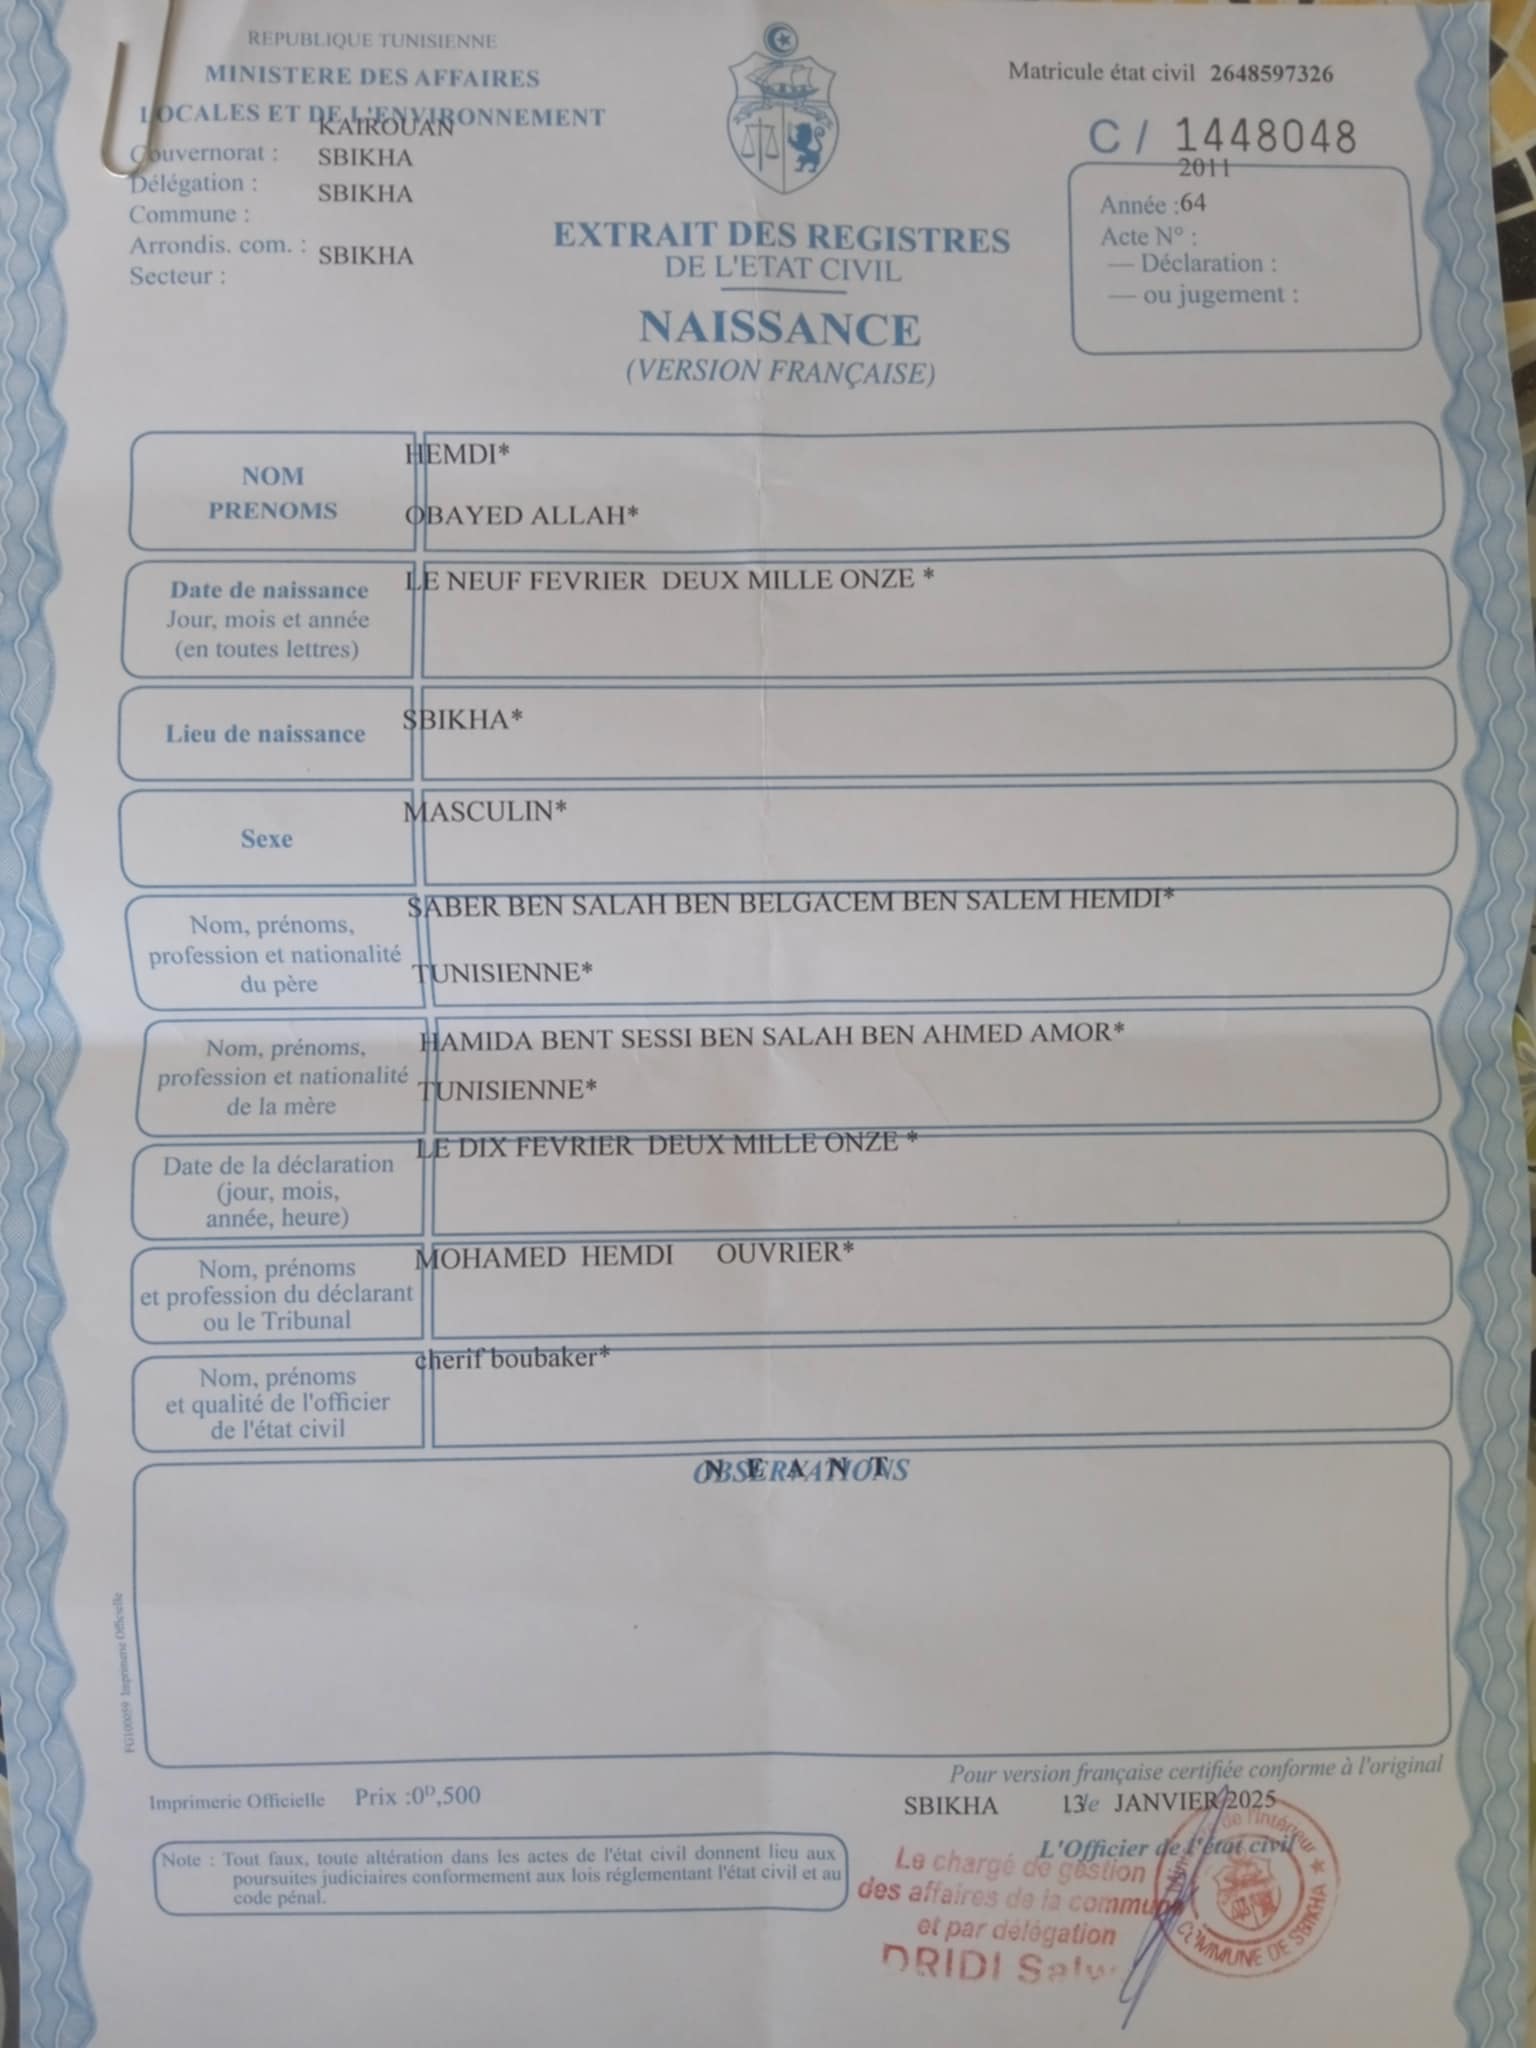 REPUBLIQUE TUNISIENNE
MINISTERE DES AFFAIRES
LOCALES ET DE L'ENVIRONNEMENT
Gouvernorat : KAIROUAN
Délégation : SBIKHA
Commune : SBIKHA
Arrondis. com. :
Secteur : SBIKHA
Matricule état civil 2648597326
C / 1448048
2011
Année :64
Acte N° :
— Déclaration :
— ou jugement :
EXTRAIT DES REGISTRES
DE L'ETAT CIVIL
NAISSANCE
(VERSION FRANÇAISE)
NOM
PRENOMS
HEMDI*
OBAYED ALLAH*
Date de naissance
Jour, mois et année
(en toutes lettres)
LE NEUF FEVRIER DEUX MILLE ONZE *
Lieu de naissance
SBIKHA*
Sexe
MASCULIN*
Nom, prénoms,
profession et nationalité
du père
SABER BEN SALAH BEN BELGACEM BEN SALEM HEMDI*
TUNISIENNE*
Nom, prénoms,
profession et nationalité
de la mère
HAMIDA BENT SESSI BEN SALAH BEN AHMED AMOR*
TUNISIENNE*
Date de la déclaration
(jour, mois,
année, heure)
LE DIX FEVRIER DEUX MILLE ONZE *
Nom, prénoms
et profession du déclarant
ou le Tribunal
MOHAMED HEMDI OUVRIER*
Nom, prénoms
et qualité de l'officier
de l'état civil
cherif boubaker*
OBSERVATIONS
N E A N T
FG100059 Imprimerie Officielle
Imprimerie Officielle Prix :0ᴰ,500
Pour version française certifiée conforme à l'original
SBIKHA 13 le JANVIER 2025
L'Officier de l'état civil
Note : Tout faux, toute altération dans les actes de l'état civil donnent lieu aux
poursuites judiciaires conformement aux lois réglementant l'état civil et au
code pénal.
Le chargé de gestion
des affaires de la commune
et par délégation
DRIDI
de l'Intérieur
COMMUNE DE SBIKHA